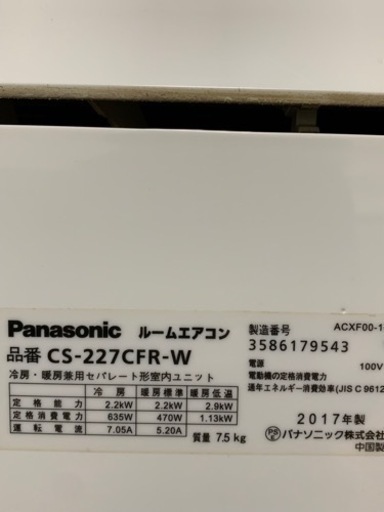 Panasonic ルームエアコン
品番 CS-227CFR-W
冷房・暖房兼用セパレート形室内ユニット
冷房 暖房標準 暖房低温
定格能力 2.2kW 2.2kW 2.9kW
定格消費電力 635W 470W 1.13kW
運転電流 7.05A 5.20A
質量 7.5kg
ACXF00-1
製造番号
3586179543
電源 100V
電動機の定格消費電力
通年エネルギー消費効率(JIS C 9612
2017年製
PS E パナソニック株式会社
中国製